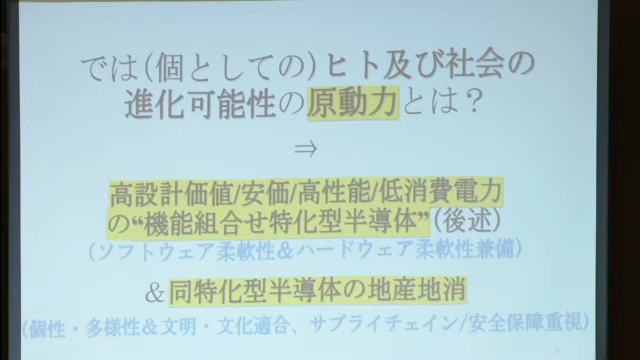 では(個としての)ヒト及び社会の
進化可能性の原動力とは？
⇒
高設計価値/安価/高性能/低消費電力
の“機能組合せ特化型半導体”(後述)
(ソフトウェア柔軟性＆ハードウェア柔軟性兼備)
＆同特化型半導体の地産地消
(個性・多様性＆文明・文化適合、サプライチェイン/安全保障重視)